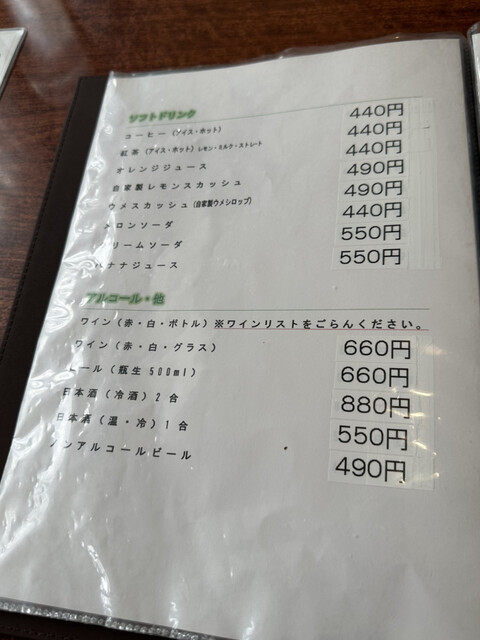 ソフトドリンク
コーヒー(アイス・ホット) 440円
紅茶(アイス・ホット)レモン・ミルク・ストレート 440円
オレンジジュース 440円
自家製レモンスカッシュ 490円
ウメスカッシュ(自家製ウメシロップ) 490円
メロンソーダ 440円
クリームソーダ 550円
バナナジュース 550円
アルコール・他
ワイン(赤・白・ボトル)※ワインリストをごらんください。
ワイン(赤・白・グラス) 660円
ビール(瓶生500ml) 660円
日本酒(冷酒)2合 880円
日本酒(温・冷)1合 550円
ノンアルコールビール 490円